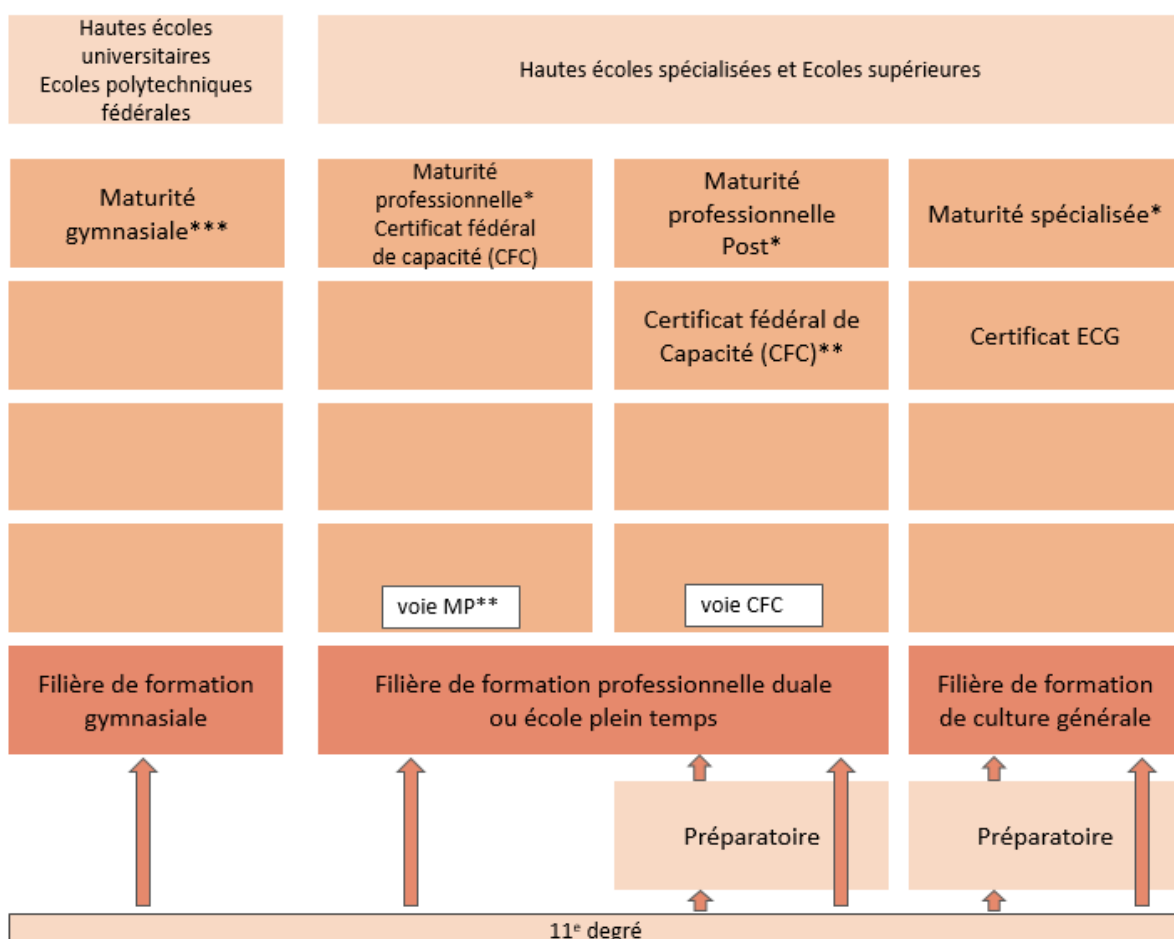 Hautes écoles
universitaires
Ecoles polytechniques
fédérales
Hautes écoles spécialisées et Ecoles supérieures
Maturité
gymnasiale***
Maturité
professionnelle*
Certificat fédéral
de capacité (CFC)
Maturité
professionnelle
Post*
Maturité spécialisée*
Certificat fédéral de
Capacité (CFC)**
Certificat ECG
voie MP**
voie CFC
Filière de formation
gymnasiale
Filière de formation professionnelle duale
ou école plein temps
Filière de formation
de culture générale
Préparatoire
Préparatoire
11e degré